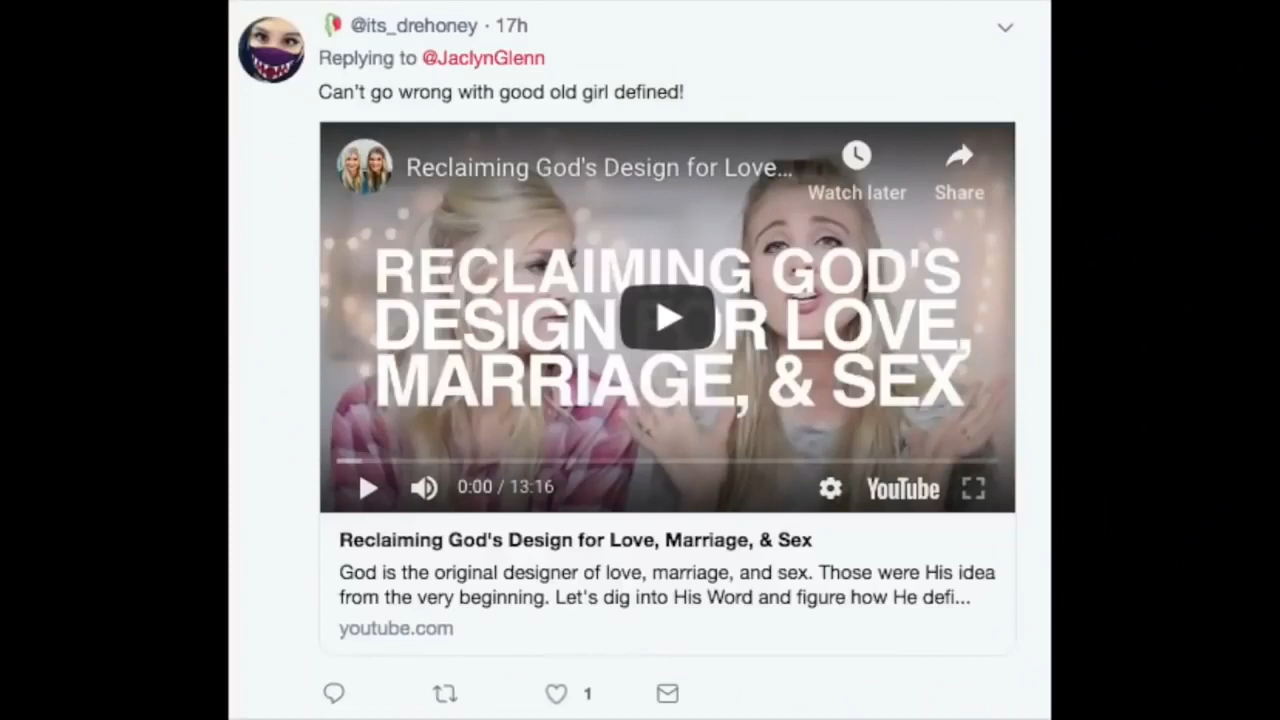 @its_drehoney · 17h
Replying to @JaclynGlenn
Can't go wrong with good old girl defined!
Reclaiming God's Design for Love...
Watch later
Share
RECLAIMING GOD'S
DESIGN FOR LOVE,
MARRIAGE, & SEX
0:00 / 13:16
YouTube
Reclaiming God's Design for Love, Marriage, & Sex
God is the original designer of love, marriage, and sex. Those were His idea
from the very beginning. Let's dig into His Word and figure how He defi...
youtube.com
1